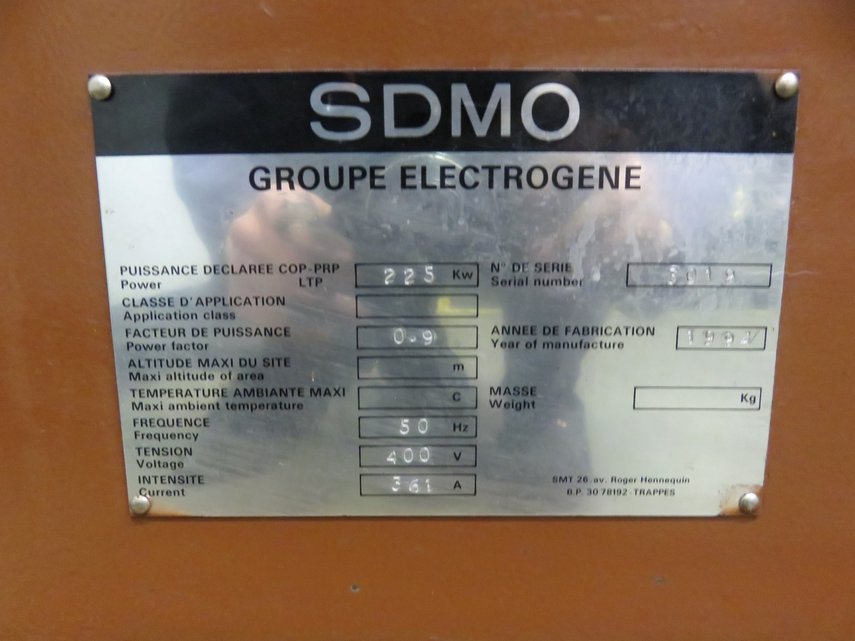 SDMO
GROUPE ELECTROGENE
PUISSANCE DECLAREE COP-PRP 225 Kw
Power LTP
N° DE SERIE
Serial number
CLASSE D'APPLICATION
Application class
FACTEUR DE PUISSANCE 0.9
Power factor
ANNEE DE FABRICATION
Year of manufacture
ALTITUDE MAXI DU SITE m
Maxi altitude of area
TEMPERATURE AMBIANTE MAXI C
Maxi ambient temperature
MASSE Kg
Weight
FREQUENCE 50 Hz
Frequency
TENSION 400 V
Voltage
INTENSITE 361 A
Current
SMT 26. av. Roger Hennequin
B.P. 30 78192 - TRAPPES